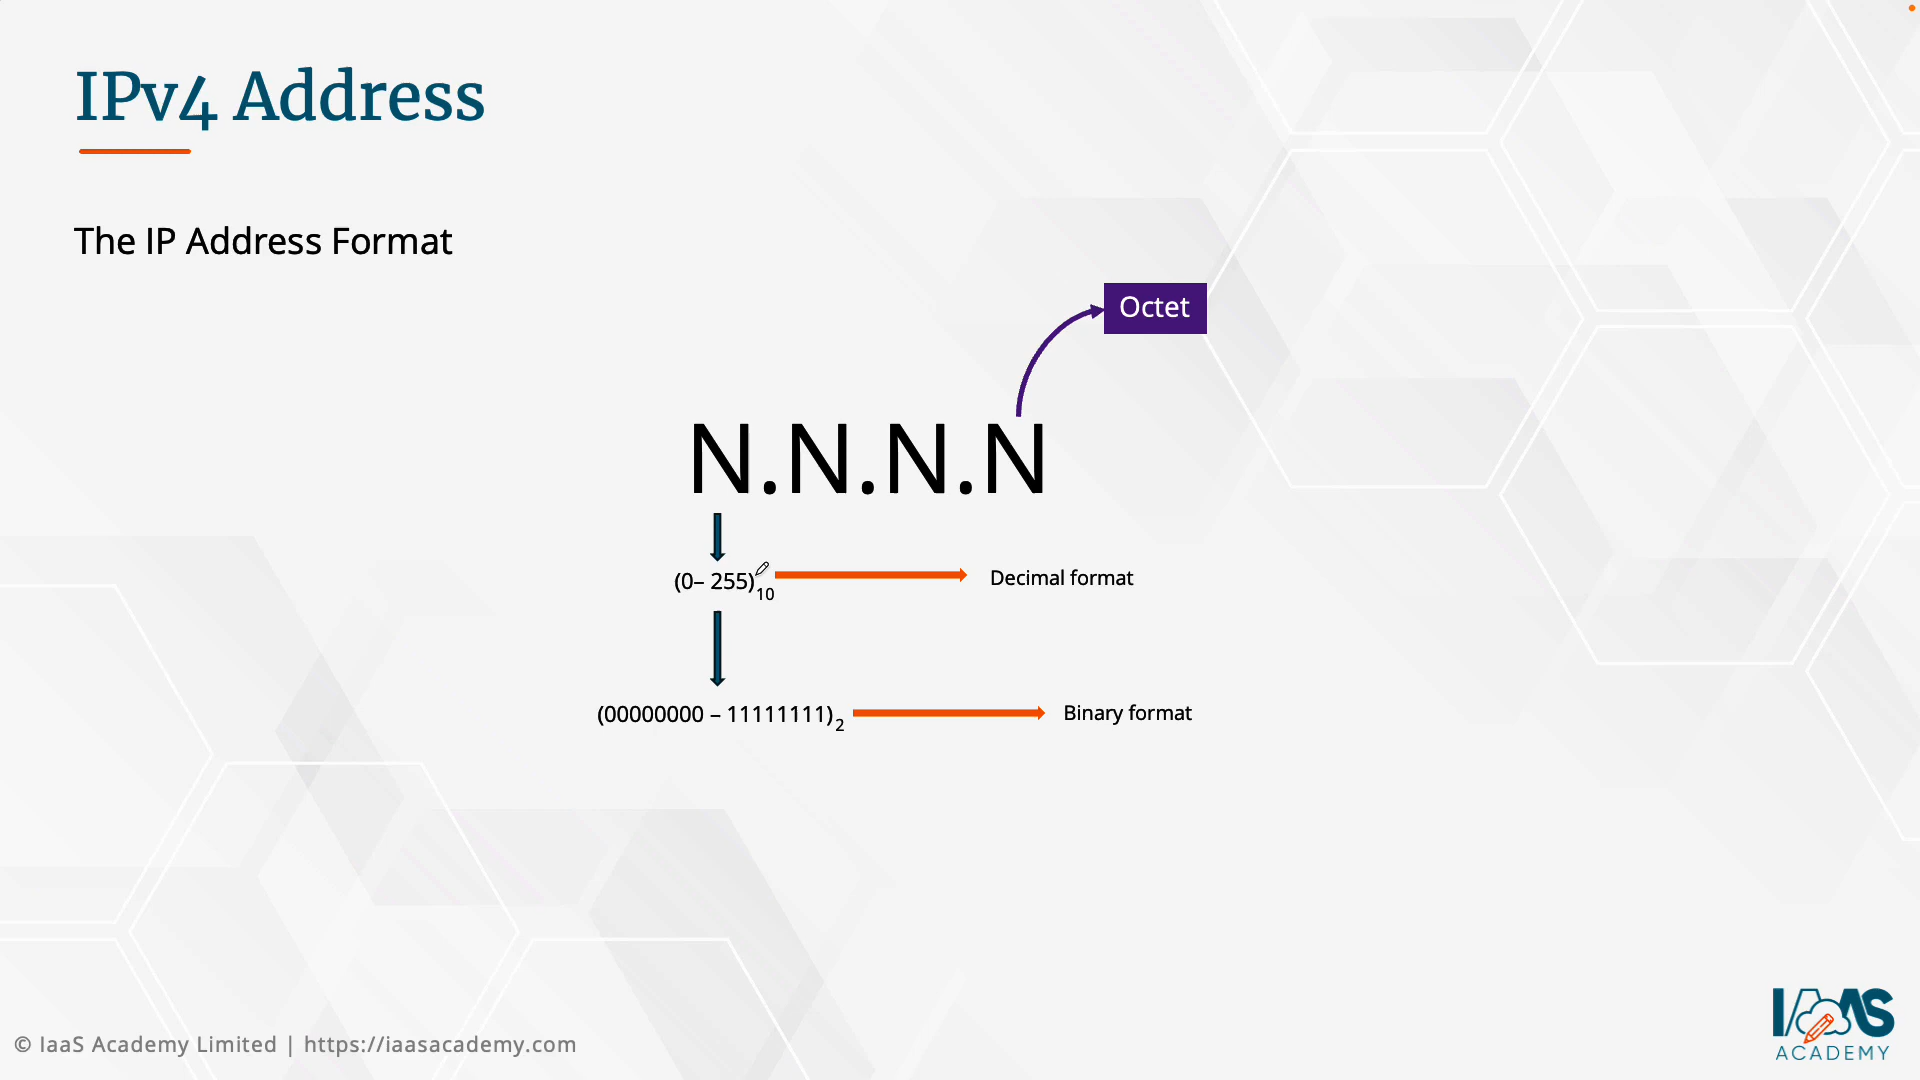 IPv4 Address
The IP Address Format
Octet
N.N.N.N
(0– 255)10
Decimal format
(00000000 – 11111111)2
Binary format
© IaaS Academy Limited | https://iaasacademy.com
IAAS
ACADEMY